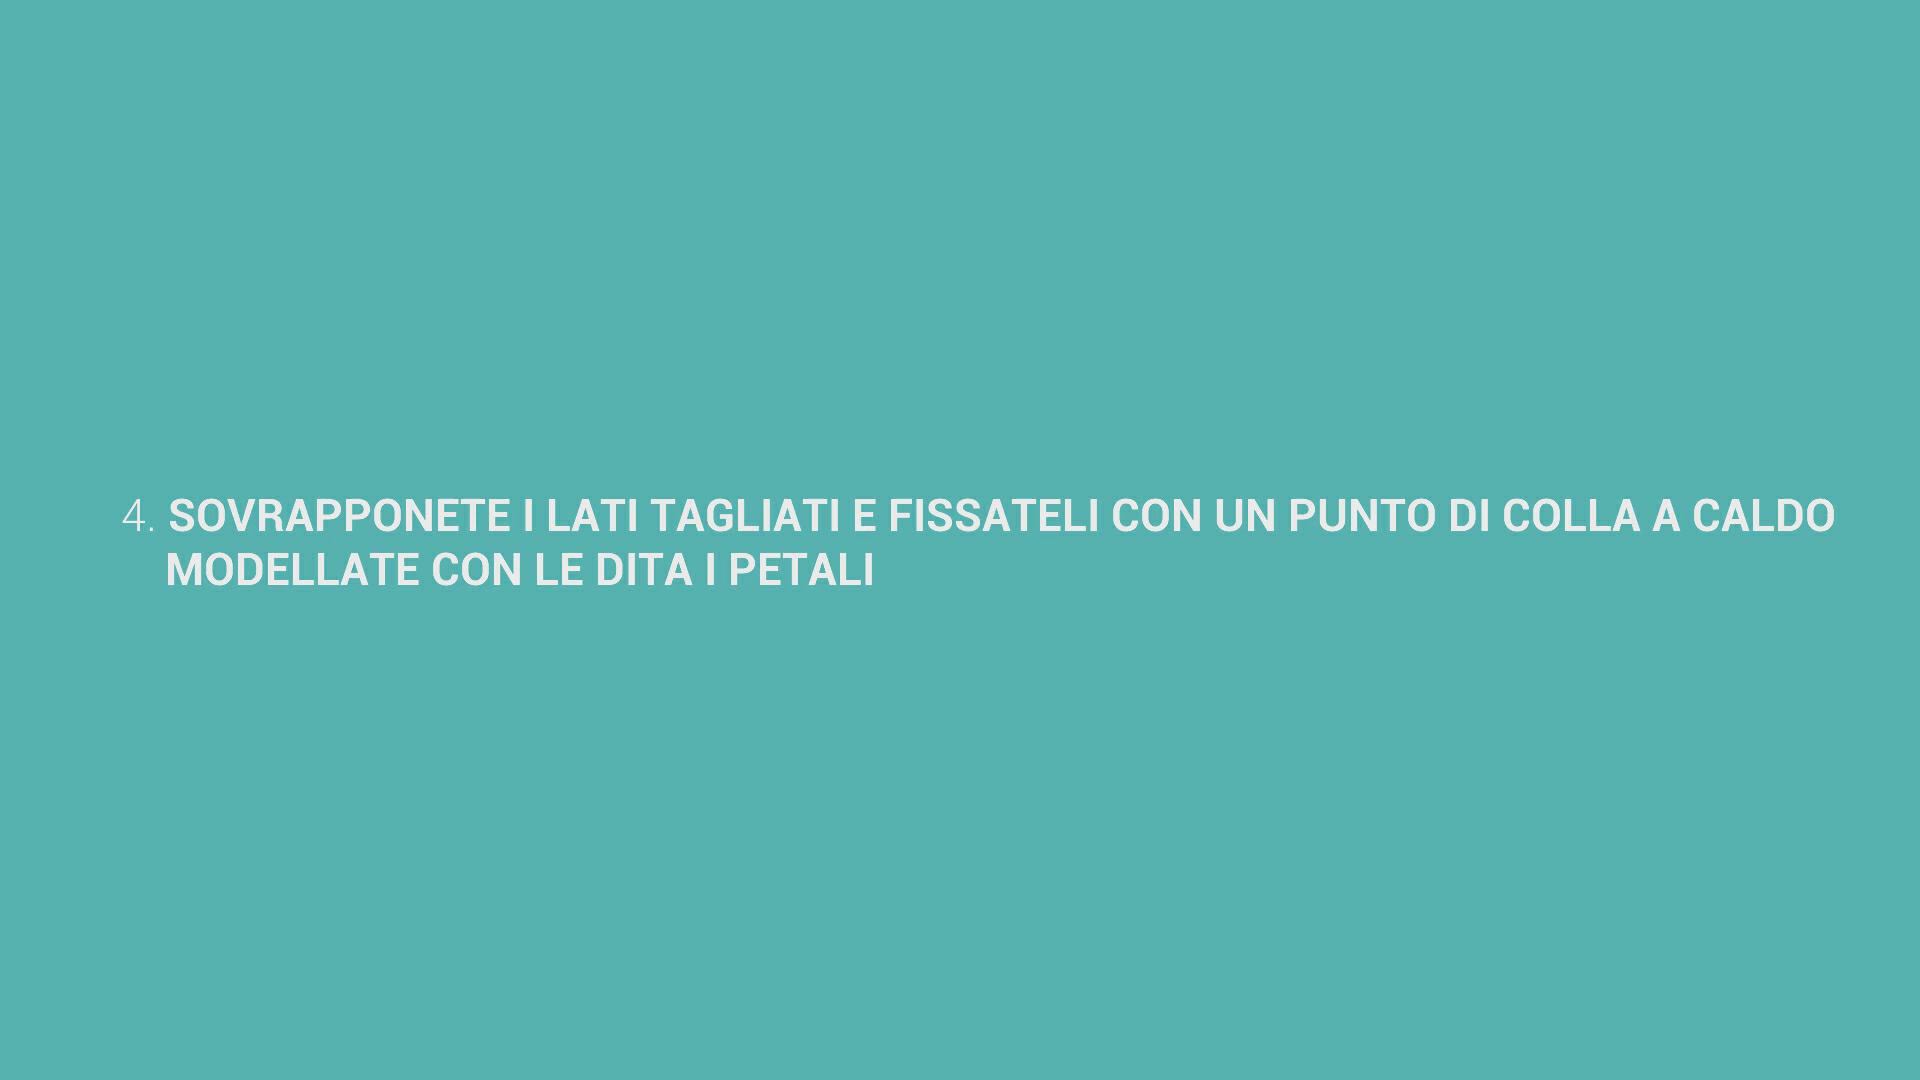 4. SOVRAPPONETE I LATI TAGLIATI E FISSATELI CON UN PUNTO DI COLLA A CALDO
MODELLATE CON LE DITA I PETALI